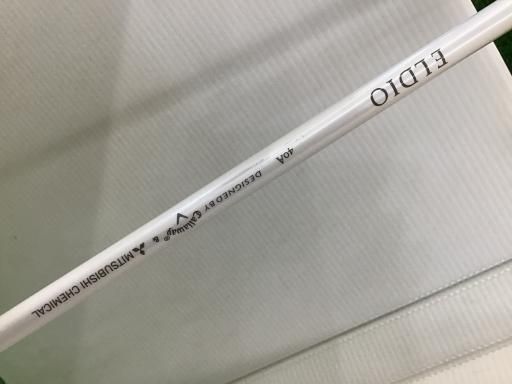 ELDIO
40A
DESIGNED BY Callaway® & MITSUBISHI CHEMICAL